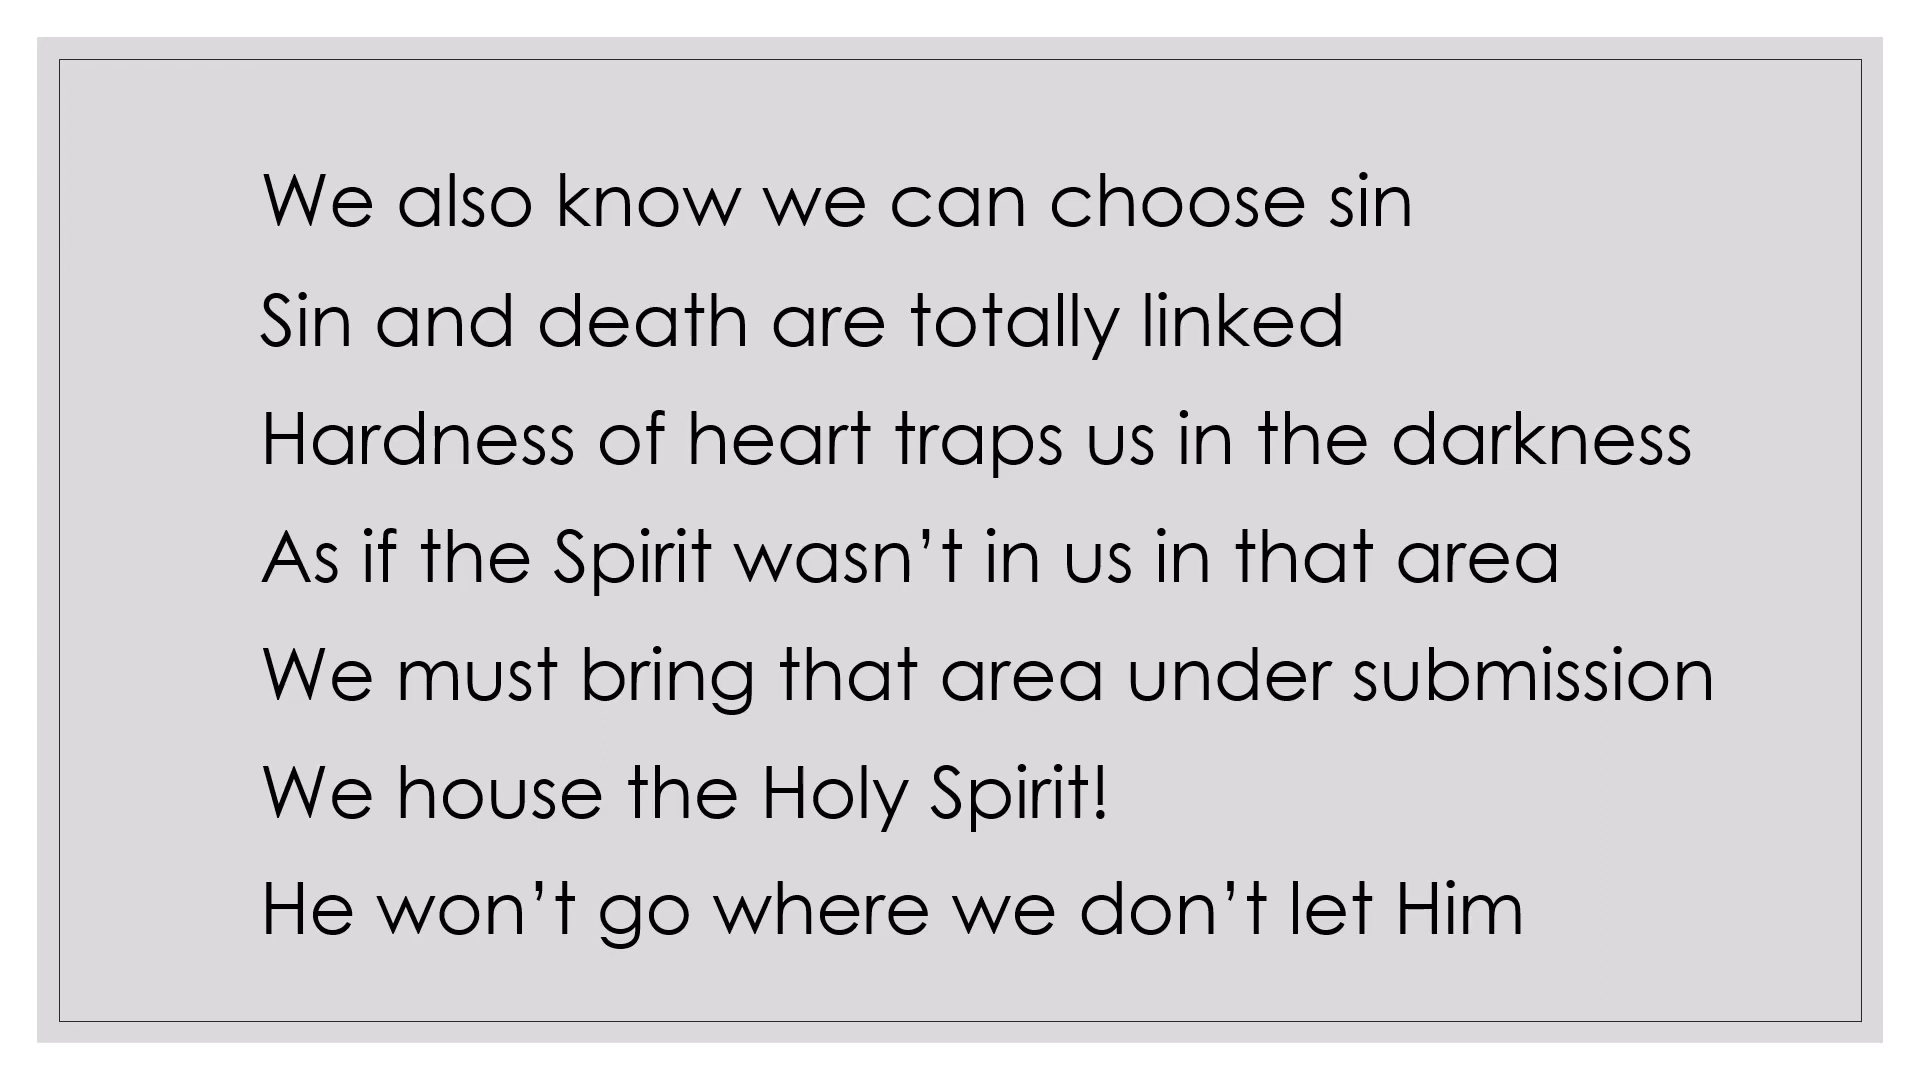 We also know we can choose sin
Sin and death are totally linked
Hardness of heart traps us in the darkness
As if the Spirit wasn’t in us in that area
We must bring that area under submission
We house the Holy Spirit!
He won’t go where we don’t let Him